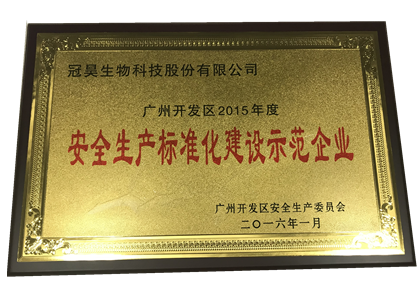 冠昊生物科技股份有限公司
广州开发区2015年度
安全生产标准化建设示范企业
广州开发区安全生产委员会
二〇一六年一月